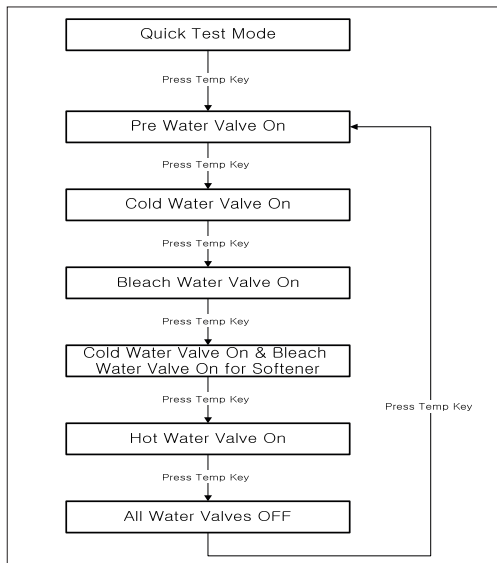 Quick Test Mode
Press Temp Key
Pre Water Valve On
Press Temp Key
Cold Water Valve On
Press Temp Key
Bleach Water Valve On
Press Temp Key
Cold Water Valve On & Bleach
Water Valve On for Softener
Press Temp Key
Press Temp Key
Hot Water Valve On
Press Temp Key
All Water Valves OFF